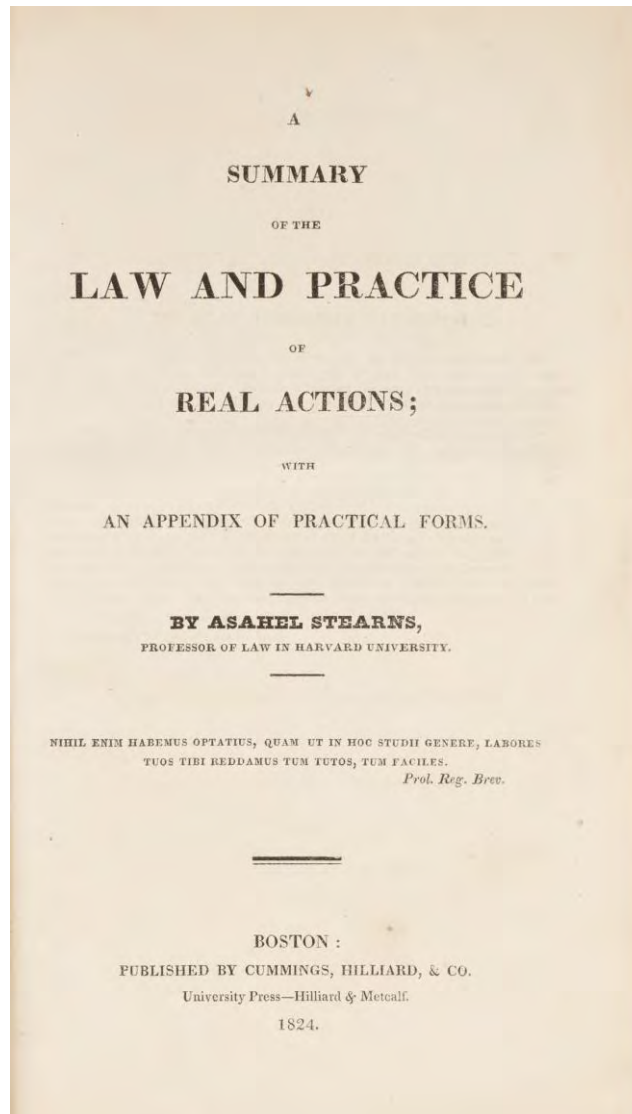 A
SUMMARY
OF THE
LAW AND PRACTICE
OF
REAL ACTIONS;
WITH
AN APPENDIX OF PRACTICAL FORMS.
BY ASAHEL STEARNS,
PROFESSOR OF LAW IN HARVARD UNIVERSITY.
NIHIL ENIM HABEMUS OPTATIUS, QUAM UT IN HOC STUDII GENERE, LABORES
TUOS TIBI REDDAMUS TUM TUTOS, TUM FACILES.
Prol. Reg. Brev.
BOSTON:
PUBLISHED BY CUMMINGS, HILLIARD, & CO.
University Press—Hilliard & Metcalf.
1824.